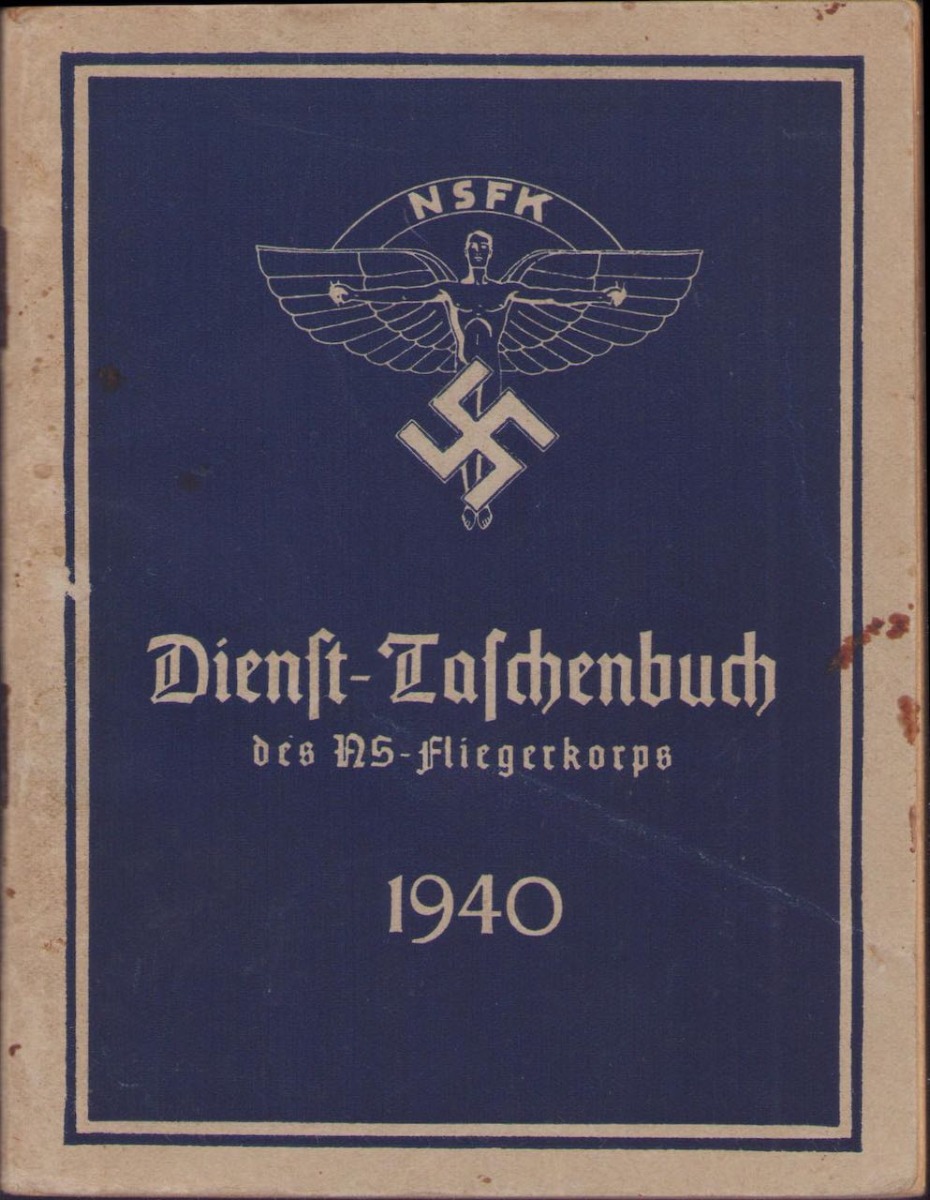 NSFK
Dienſt-Taſchenbuch
des NS-Fliegerkorps
1940